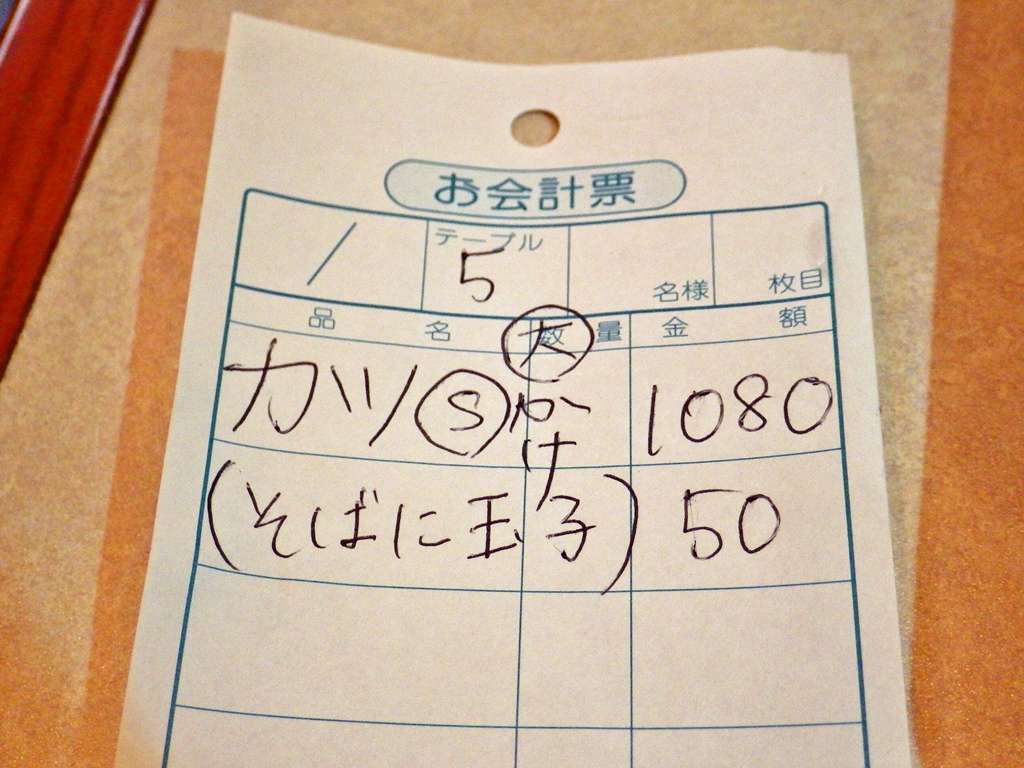 お会計票
/ テーブル 5 名様 枚目
品名 数量 金額
カツ Ⓢ かけ ㊛ 1080
(そばに玉子) 50